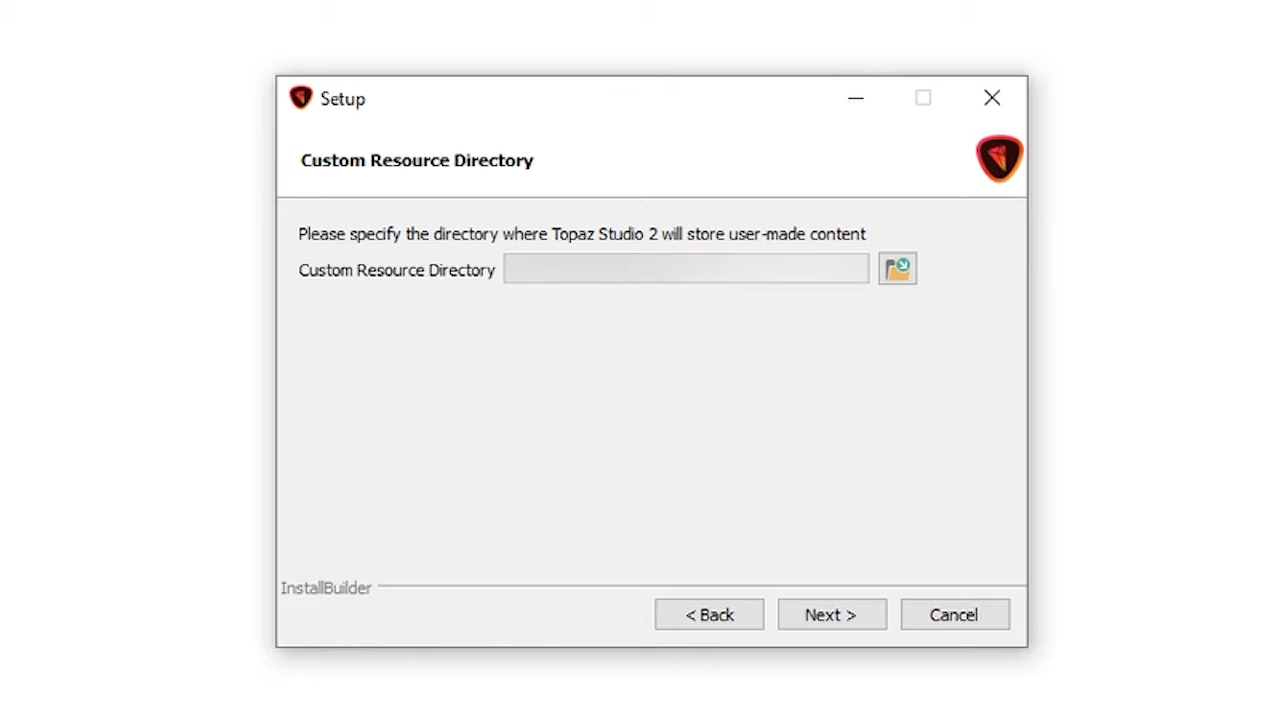 Setup
Custom Resource Directory
Please specify the directory where Topaz Studio 2 will store user-made content
Custom Resource Directory
InstallBuilder
< Back Next > Cancel